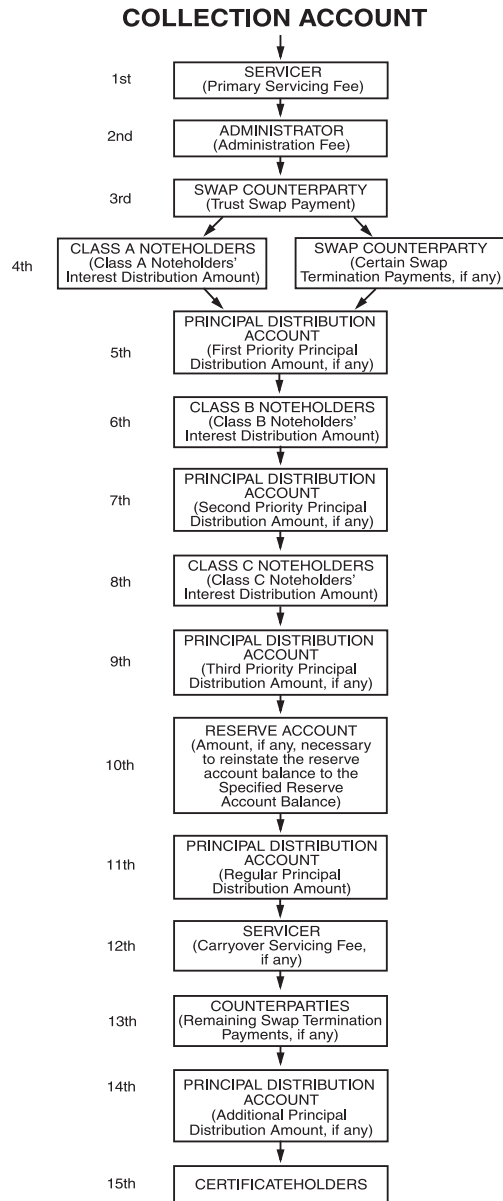 COLLECTION ACCOUNT
1st
SERVICER
(Primary Servicing Fee)
2nd
ADMINISTRATOR
(Administration Fee)
3rd
SWAP COUNTERPARTY
(Trust Swap Payment)
4th
CLASS A NOTEHOLDERS
(Class A Noteholders'
Interest Distribution Amount)
SWAP COUNTERPARTY
(Certain Swap
Termination Payments, if any)
5th
PRINCIPAL DISTRIBUTION
ACCOUNT
(First Priority Principal
Distribution Amount, if any)
6th
CLASS B NOTEHOLDERS
(Class B Noteholders'
Interest Distribution Amount)
7th
PRINCIPAL DISTRIBUTION
ACCOUNT
(Second Priority Principal
Distribution Amount, if any)
8th
CLASS C NOTEHOLDERS
(Class C Noteholders'
Interest Distribution Amount)
9th
PRINCIPAL DISTRIBUTION
ACCOUNT
(Third Priority Principal
Distribution Amount, if any)
10th
RESERVE ACCOUNT
(Amount, if any, necessary
to reinstate the reserve
account balance to the
Specified Reserve
Account Balance)
11th
PRINCIPAL DISTRIBUTION
ACCOUNT
(Regular Principal
Distribution Amount)
12th
SERVICER
(Carryover Servicing Fee,
if any)
13th
COUNTERPARTIES
(Remaining Swap Termination
Payments, if any)
14th
PRINCIPAL DISTRIBUTION
ACCOUNT
(Additional Principal
Distribution Amount, if any)
15th
CERTIFICATEHOLDERS